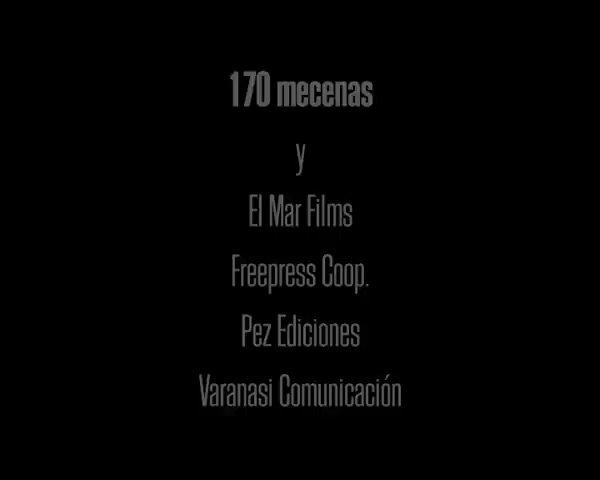 170 mecenas
y
El Mar Films
Freepress Coop.
Pez Ediciones
Varanasi Comunicación